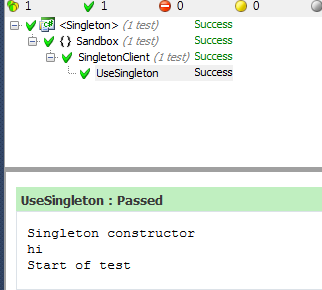 1 1 0 0
<Singleton> (1 test) Success
{} Sandbox (1 test) Success
SingletonClient (1 test) Success
UseSingleton Success
UseSingleton : Passed
Singleton constructor
hi
Start of test